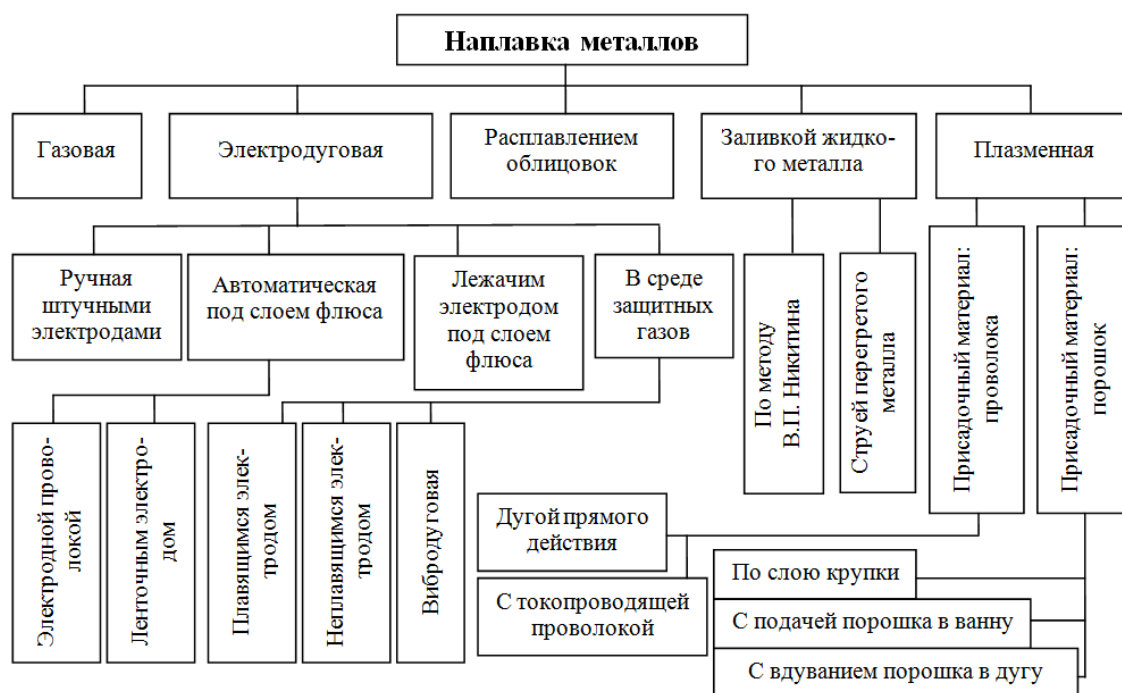 Наплавка металлов
Газовая
Электродуговая
Расплавлением
облицовок
Заливкой жидко-
го металла
Плазменная
Ручная
штучными
электродами
Автоматическая
под слоем флюса
Лежачим
электродом
под слоем
флюса
В среде
защитных
газов
По методу
В.П. Никитина
Струей перегретого
металла
Присадочный материал:
проволока
Присадочный материал:
порошок
Электродной прово-
локой
Ленточным электро-
дом
Плавящимся элек-
тродом
Неплавящимся элек-
тродом
Вибродуговая
Дугой прямого
действия
С токопроводящей
проволокой
По слою крупки
С подачей порошка в ванну
С вдуванием порошка в дугу